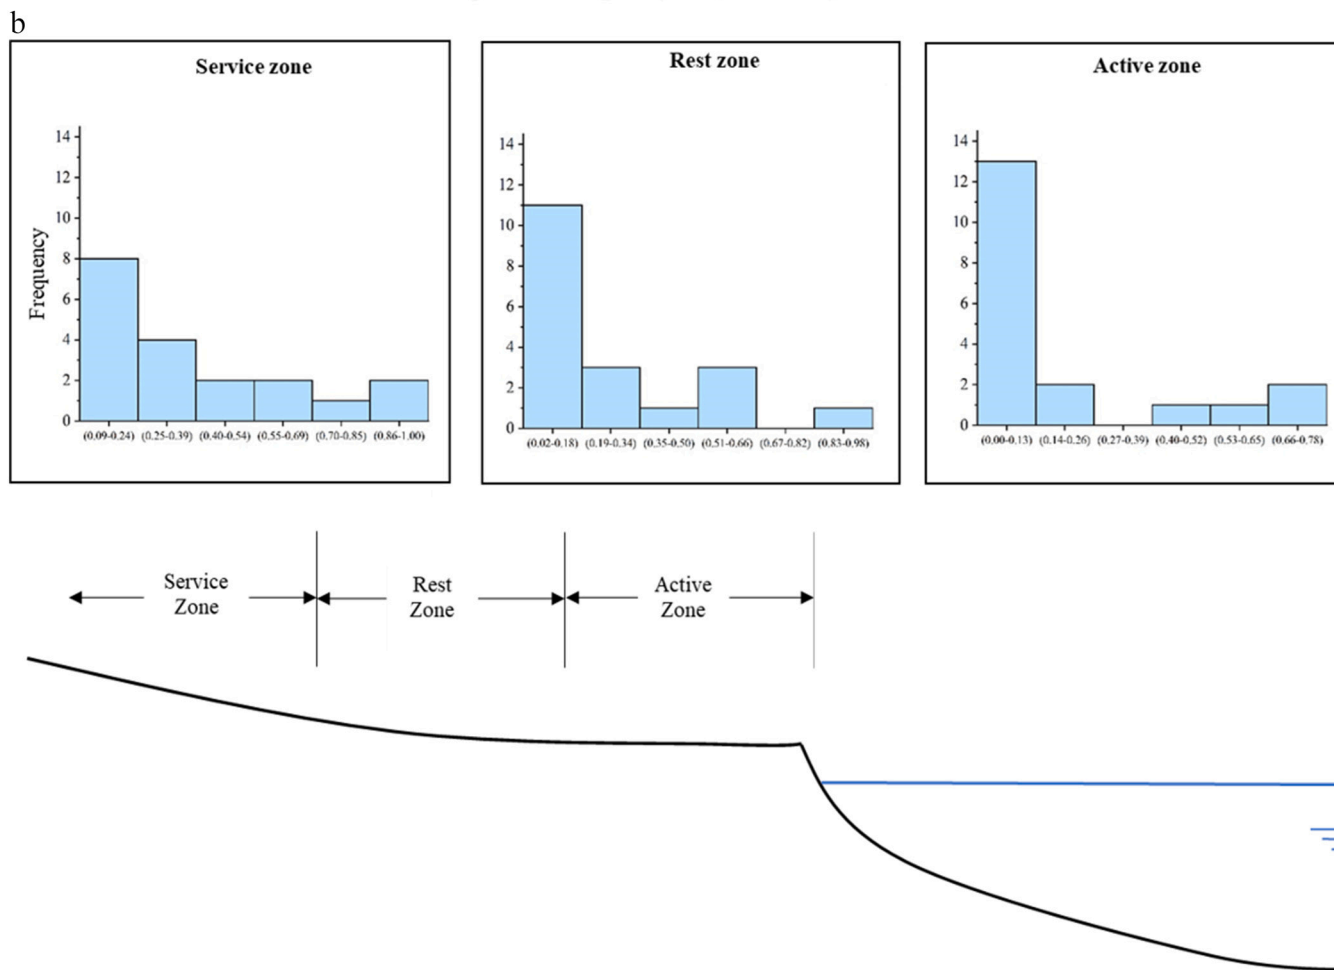 b
Service zone
Frequency
14
12
10
8
6
4
2
0
(0.09-0.24) (0.25-0.39) (0.40-0.54) (0.55-0.69) (0.70-0.85) (0.86-1.00)
Rest zone
14
12
10
8
6
4
2
0
(0.02-0.18) (0.19-0.34) (0.35-0.50) (0.51-0.66) (0.67-0.82) (0.83-0.98)
Active zone
14
12
10
8
6
4
2
0
(0.00-0.13) (0.14-0.26) (0.27-0.39) (0.40-0.52) (0.53-0.65) (0.66-0.78)
Service
Zone
Rest
Zone
Active
Zone